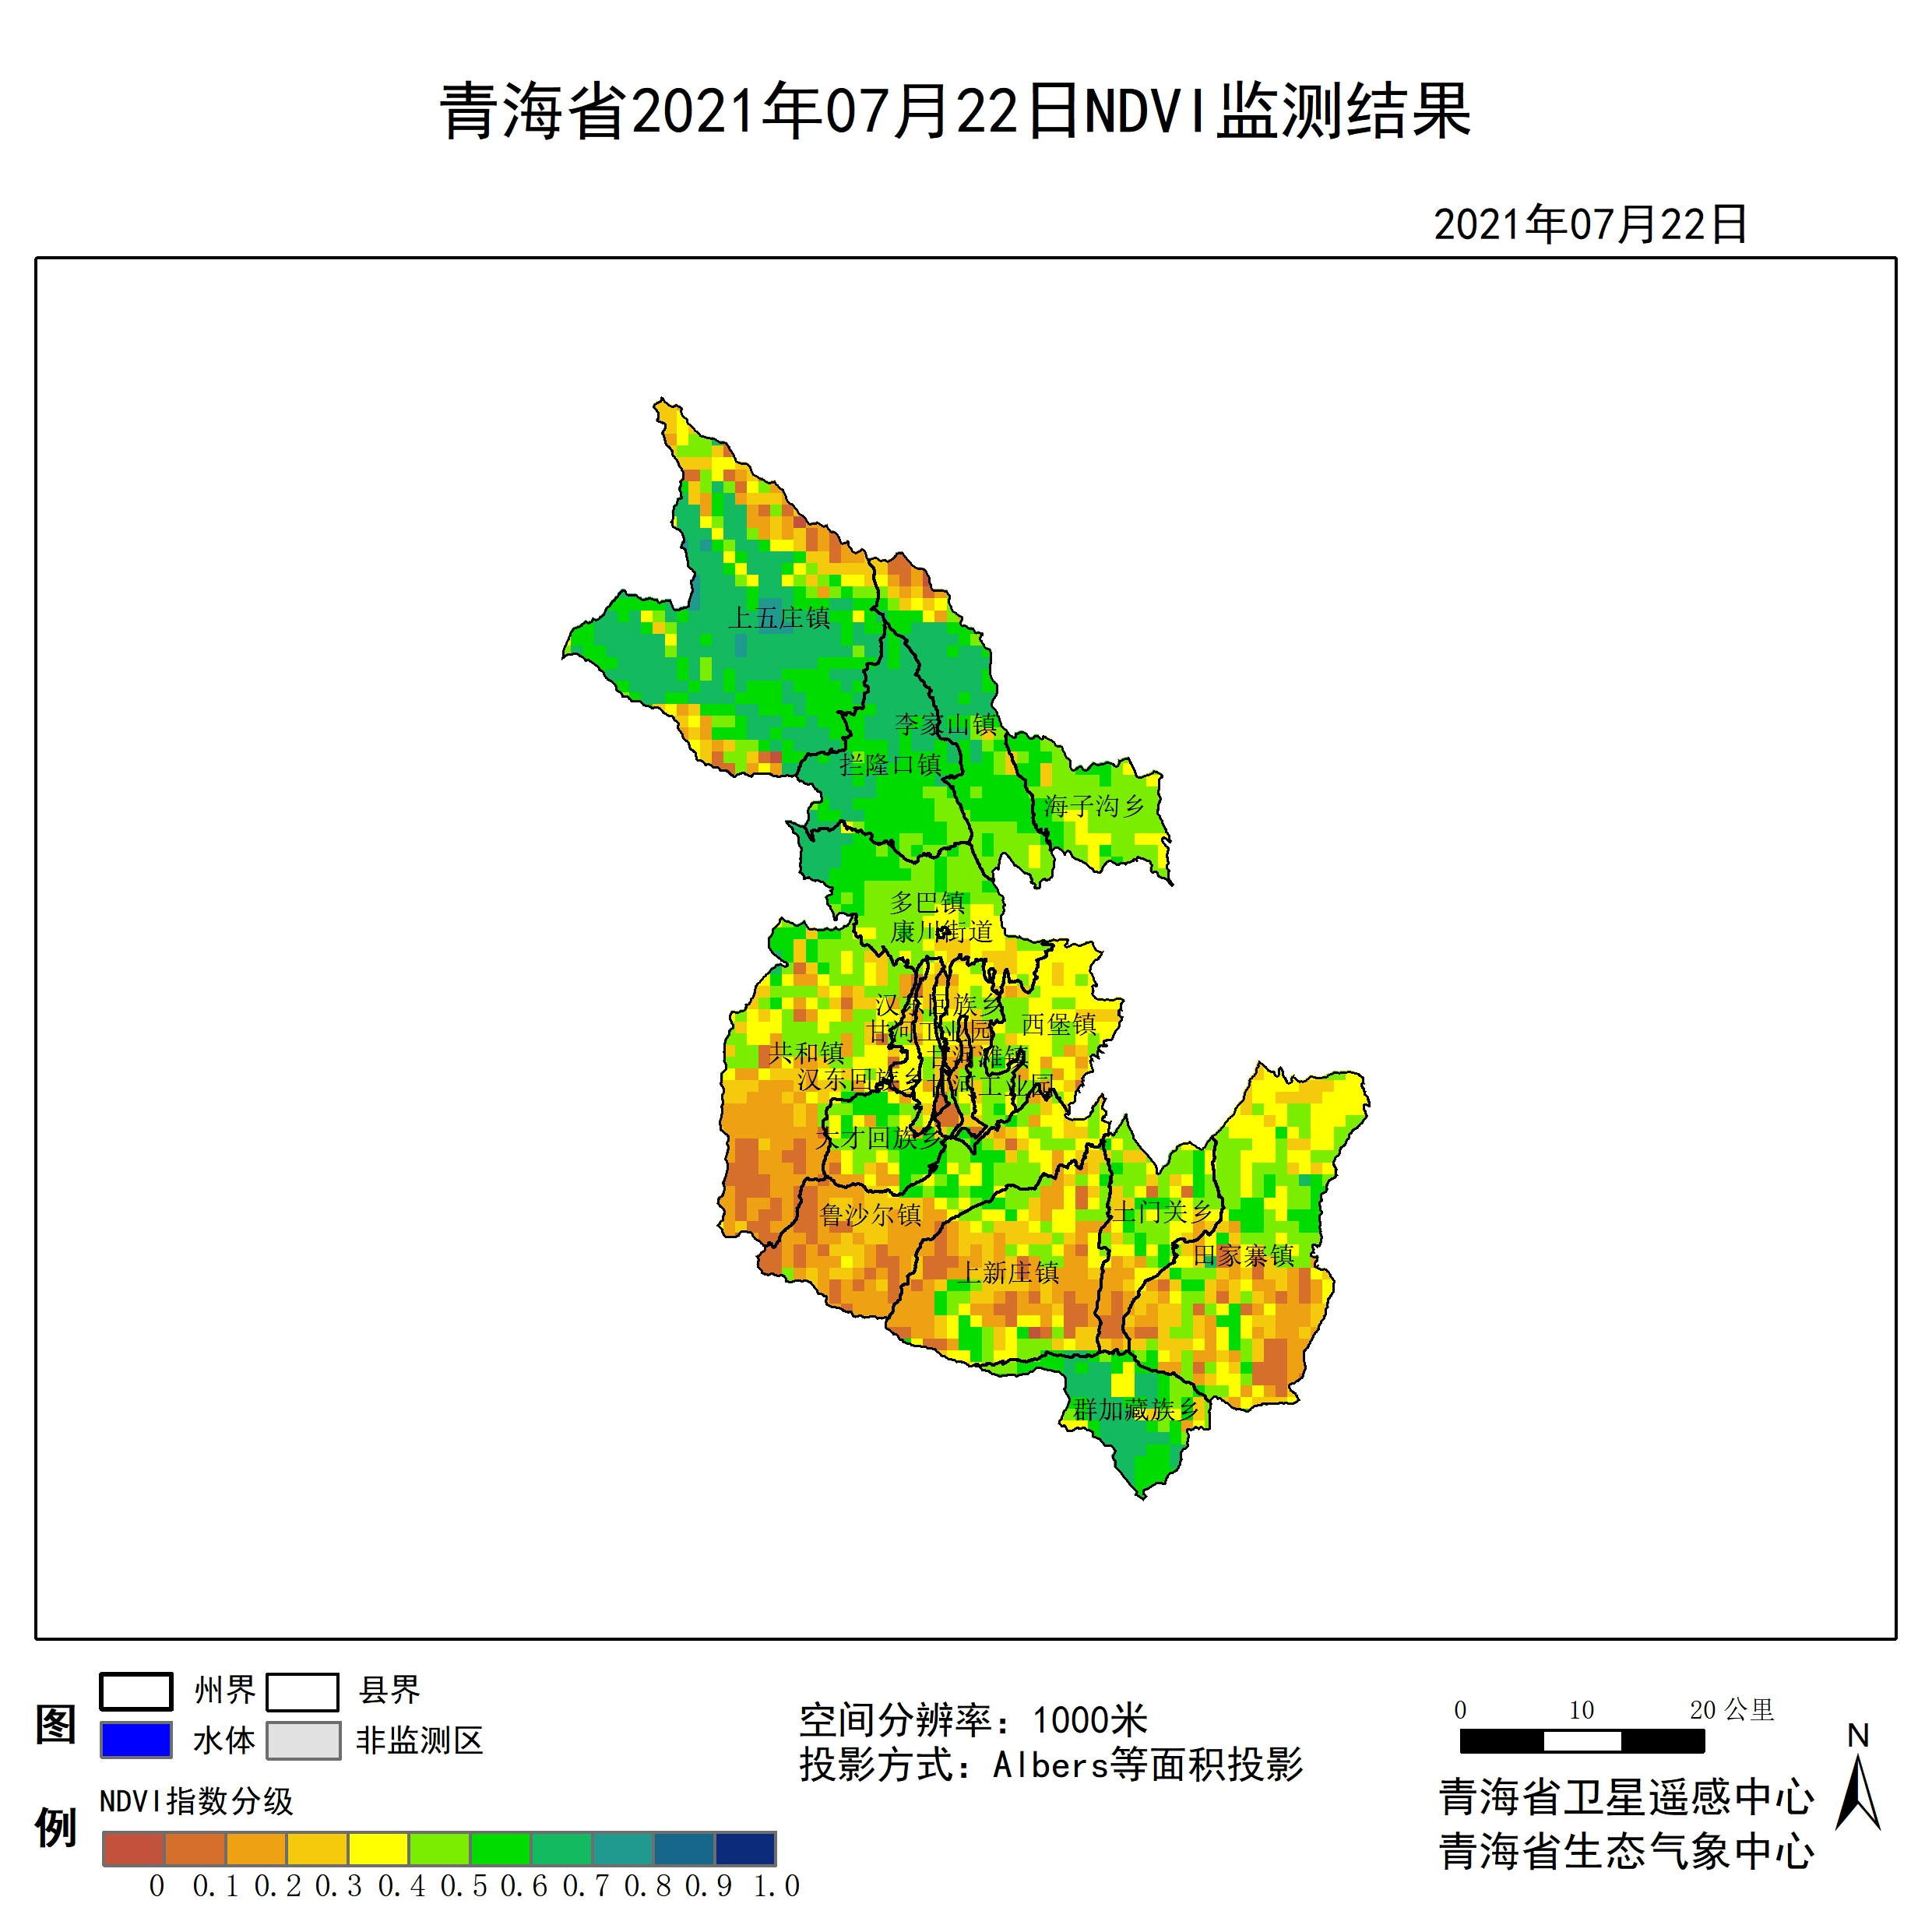 青海省2021年07月22日NDVI监测结果
2021年07月22日
上五庄镇
李家山镇
拦隆口镇
海子沟乡
多巴镇
康川街道
汉东回族乡
西堡镇
甘河工业园
共和镇
甘河滩镇
汉东回族乡
甘河工业园
大才回族乡
鲁沙尔镇
土门关乡
田家寨镇
上新庄镇
群加藏族乡
图例
州界
县界
水体
非监测区
NDVI指数分级
0 0.1 0.2 0.3 0.4 0.5 0.6 0.7 0.8 0.9 1.0
空间分辨率：1000米
投影方式：Albers等面积投影
0 10 20 公里
N
青海省卫星遥感中心
青海省生态气象中心